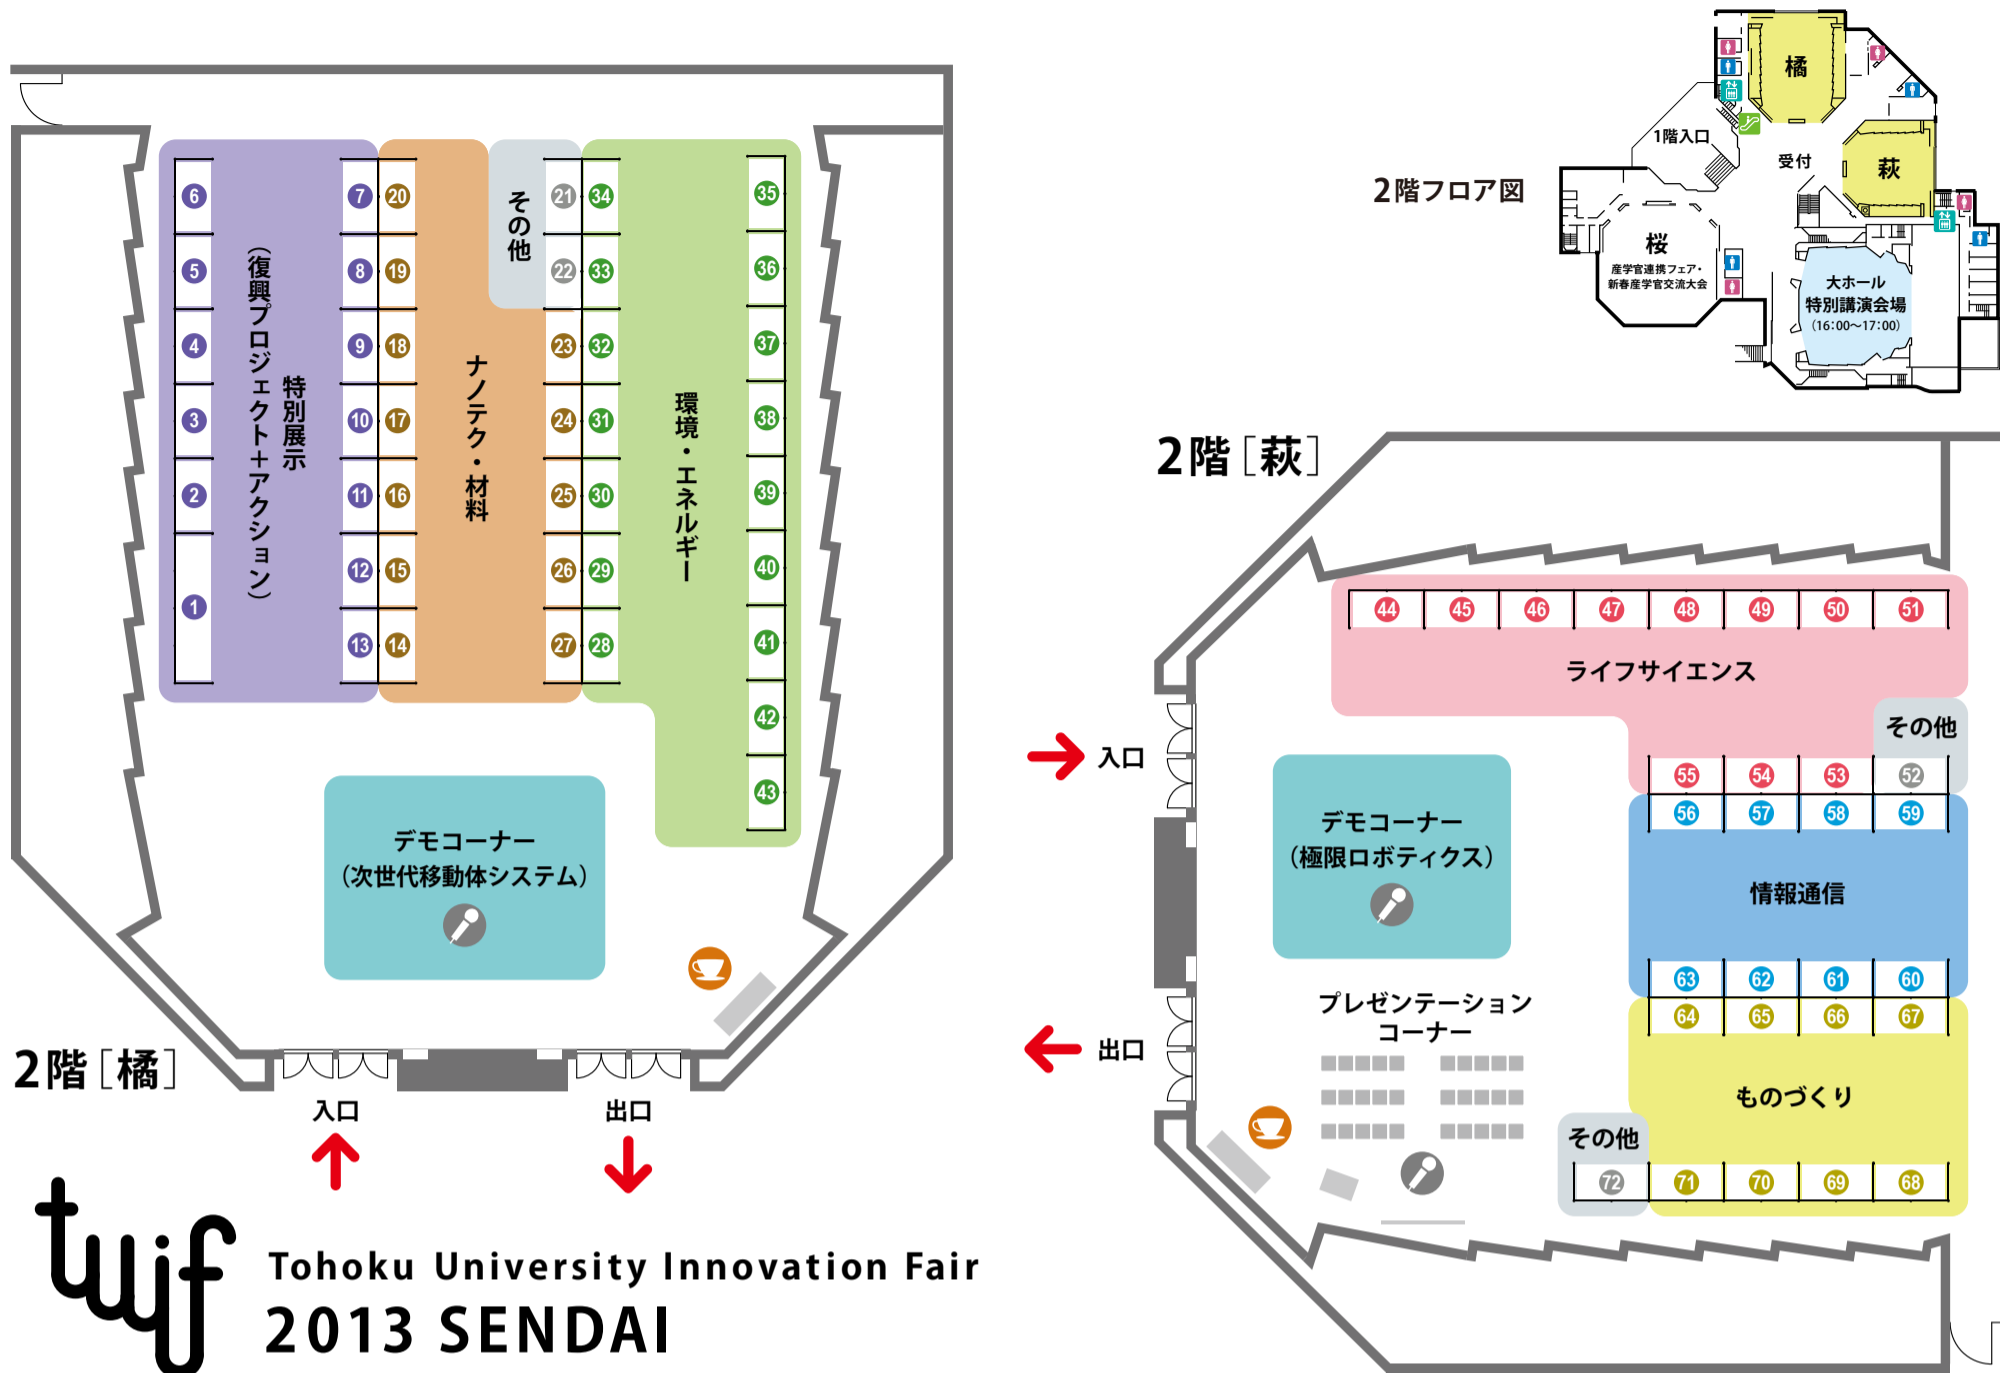 2階フロア図
橘
1階入口
受付
萩
桜
産学官連携フェア・
新春産学官交流大会
大ホール
特別講演会場
(16:00～17:00)
2階[橘]
特別展示
(復興プロジェクト＋アクション)
ナノテク・材料
その他
環境・エネルギー
6
7
20
21
34
35
5
8
19
22
33
36
4
9
18
23
32
37
3
10
17
24
31
38
2
11
16
25
30
39
1
12
15
26
29
40
13
14
27
28
41
42
43
デモコーナー
(次世代移動体システム)
入口
出口
2階[萩]
44
45
46
47
48
49
50
51
ライフサイエンス
その他
55
54
53
52
56
57
58
59
情報通信
63
62
61
60
64
65
66
67
ものづくり
その他
72
71
70
69
68
入口
デモコーナー
(極限ロボティクス)
プレゼンテーション
コーナー
出口
tuif
Tohoku University Innovation Fair
2013 SENDAI